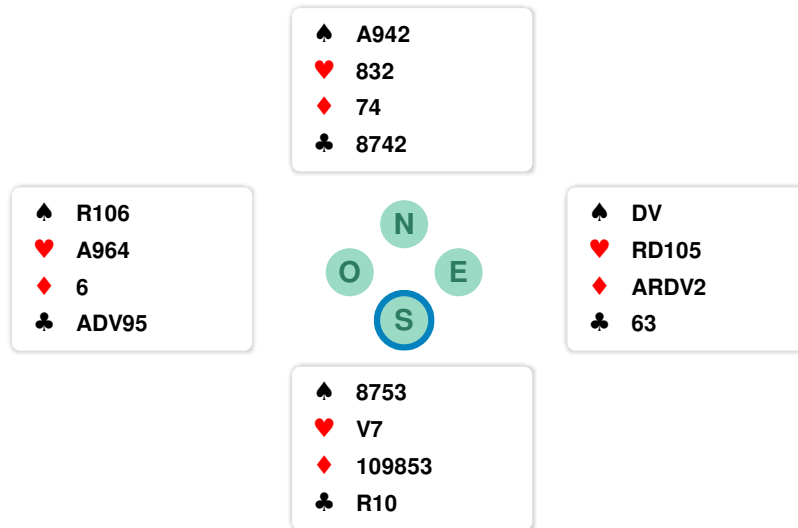 ♠ A942
♥ 832
♦ 74
♣ 8742
♠ R106
♥ A964
♦ 6
♣ ADV95
N
O
E
S
♠ DV
♥ RD105
♦ ARDV2
♣ 63
♠ 8753
♥ V7
♦ 109853
♣ R10